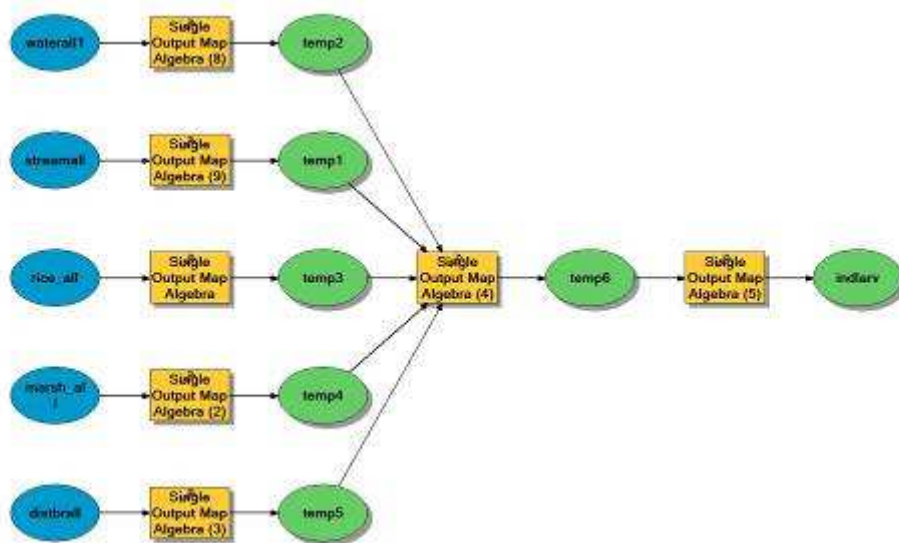 waterall1
Single
Output Map
Algebra (8)
temp2
streamall
Single
Output Map
Algebra (9)
temp1
rice_all
Single
Output Map
Algebra
temp3
Single
Output Map
Algebra (4)
temp6
Single
Output Map
Algebra (5)
indlarv
marsh_al
l
Single
Output Map
Algebra (2)
temp4
distbrall
Single
Output Map
Algebra (3)
temp5